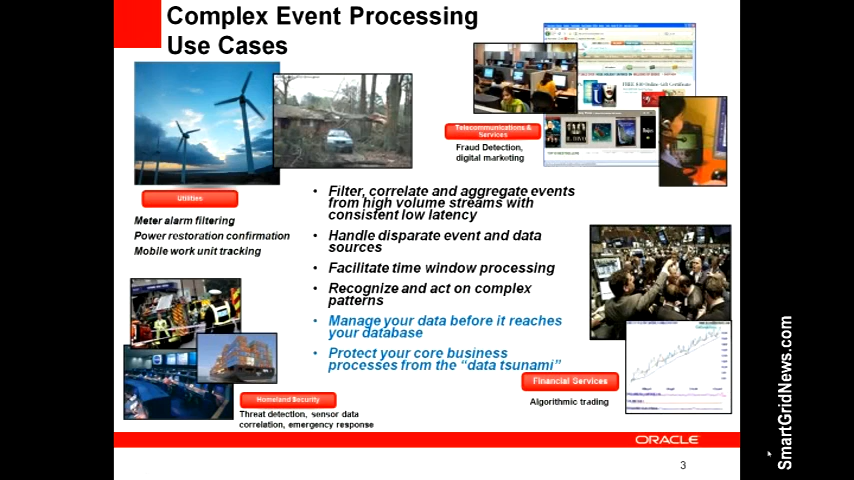 Complex Event Processing
Use Cases
Telecommunications &
Services
Fraud Detection,
digital marketing
Utilities
Meter alarm filtering
Power restoration confirmation
Mobile work unit tracking
• Filter, correlate and aggregate events
from high volume streams with
consistent low latency
• Handle disparate event and data
sources
• Facilitate time window processing
• Recognize and act on complex
patterns
• Manage your data before it reaches
your database
• Protect your core business
processes from the “data tsunami”
Financial Services
Algorithmic trading
Homeland Security
Threat detection, sensor data
correlation, emergency response
ORACLE
3
SmartGridNews.com